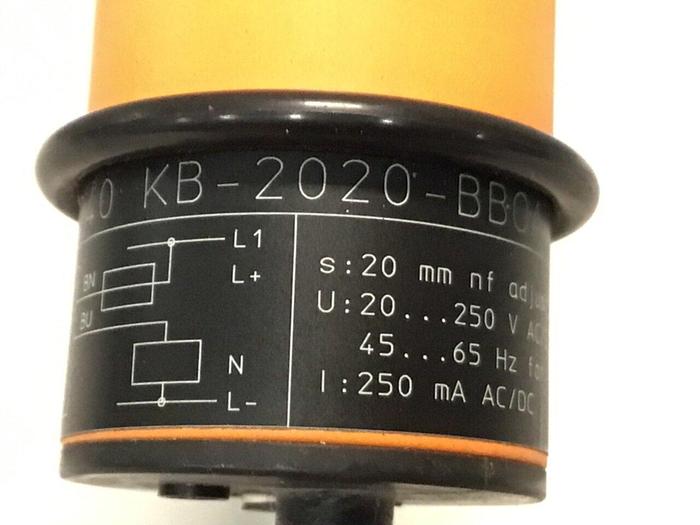 KB-2020-BB
L1
L+
BN
BU
N
L-
s:20 mm nf
U:20...250 V
45...65 Hz
I:250 mA AC/DC